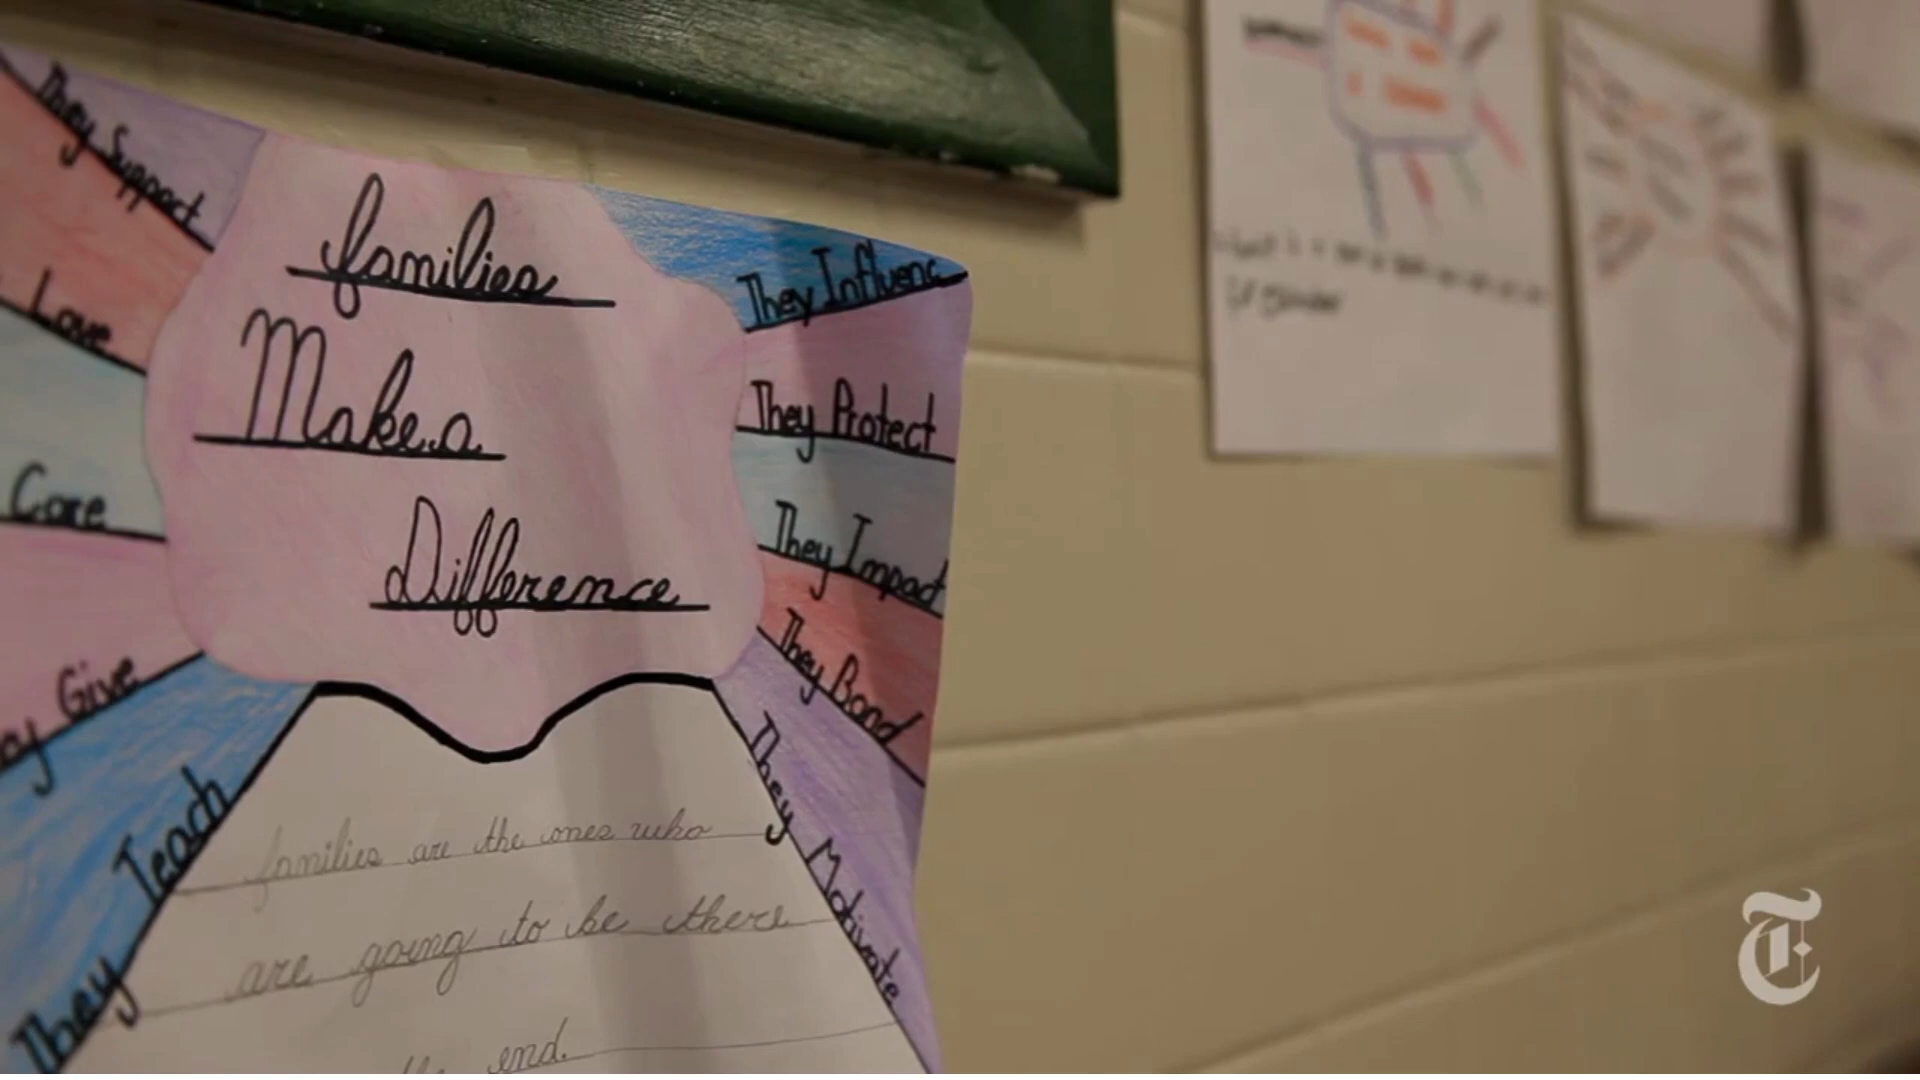 They Support
Love
Care
Give
They Teach
families
Make a
Difference
They Influenc
They Protect
They Impact
They Bond
They Motivate
families are the ones who
are going to be there
end.
T